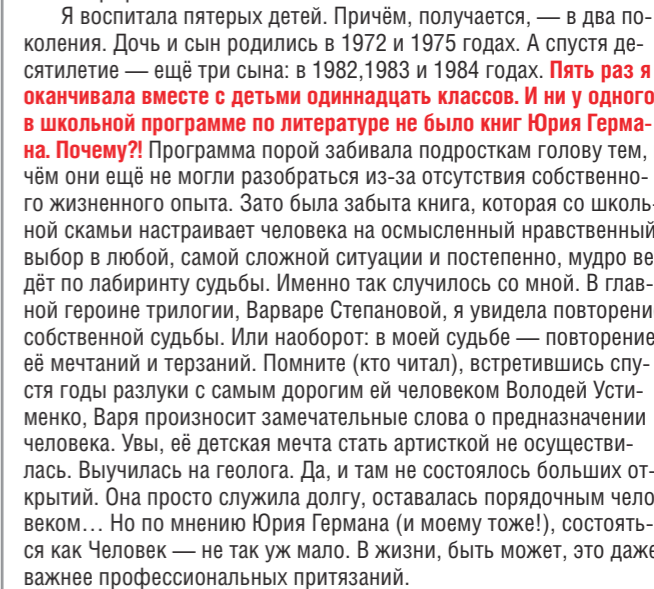 Я воспитала пятерых детей. Причём, получается, — в два по-
коления. Дочь и сын родились в 1972 и 1975 годах. А спустя де-
сятилетие — ещё три сына: в 1982,1983 и 1984 годах. Пять раз я
оканчивала вместе с детьми одиннадцать классов. И ни у одного
в школьной программе по литературе не было книг Юрия Герма-
на. Почему?! Программа порой забивала подросткам голову тем,
чём они ещё не могли разобраться из-за отсутствия собственно-
го жизненного опыта. Зато была забыта книга, которая со школь-
ной скамьи настраивает человека на осмысленный нравственный
выбор в любой, самой сложной ситуации и постепенно, мудро ве
дёт по лабиринту судьбы. Именно так случилось со мной. В глав-
ной героине трилогии, Варваре Степановой, я увидела повторени
собственной судьбы. Или наоборот: в моей судьбе — повторение
её мечтаний и терзаний. Помните (кто читал), встретившись спу-
стя годы разлуки с самым дорогим ей человеком Володей Усти-
менко, Варя произносит замечательные слова о предназначении
человека. Увы, её детская мечта стать артисткой не осуществи-
лась. Выучилась на геолога. Да, и там не состоялось больших от-
крытий. Она просто служила долгу, оставалась порядочным чело
веком… Но по мнению Юрия Германа (и моему тоже!), состоять-
ся как Человек — не так уж мало. В жизни, быть может, это даже
важнее профессиональных притязаний.